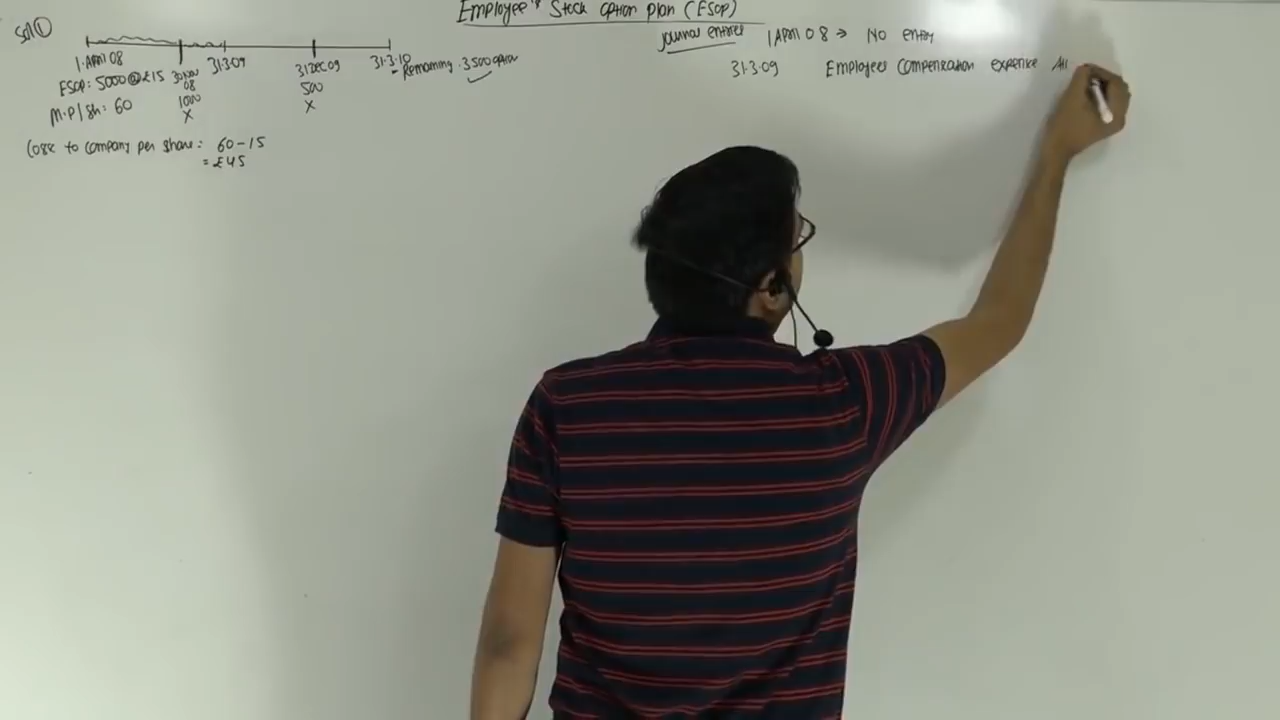 Employee's Stock option plan (ESOP)
Sol①
1 April 08
30 Nov 08
31.3.09
31 Dec 09
31.3.10
ESOP: 5000 @ £15
1000
X
500
X
Remaining 3500 option
M.P/Sh: 60
Cost to company per share: 60-15
= £45
Journal entries
1 April 08 → No entry
31.3.09 Employees Compensation expense A/c